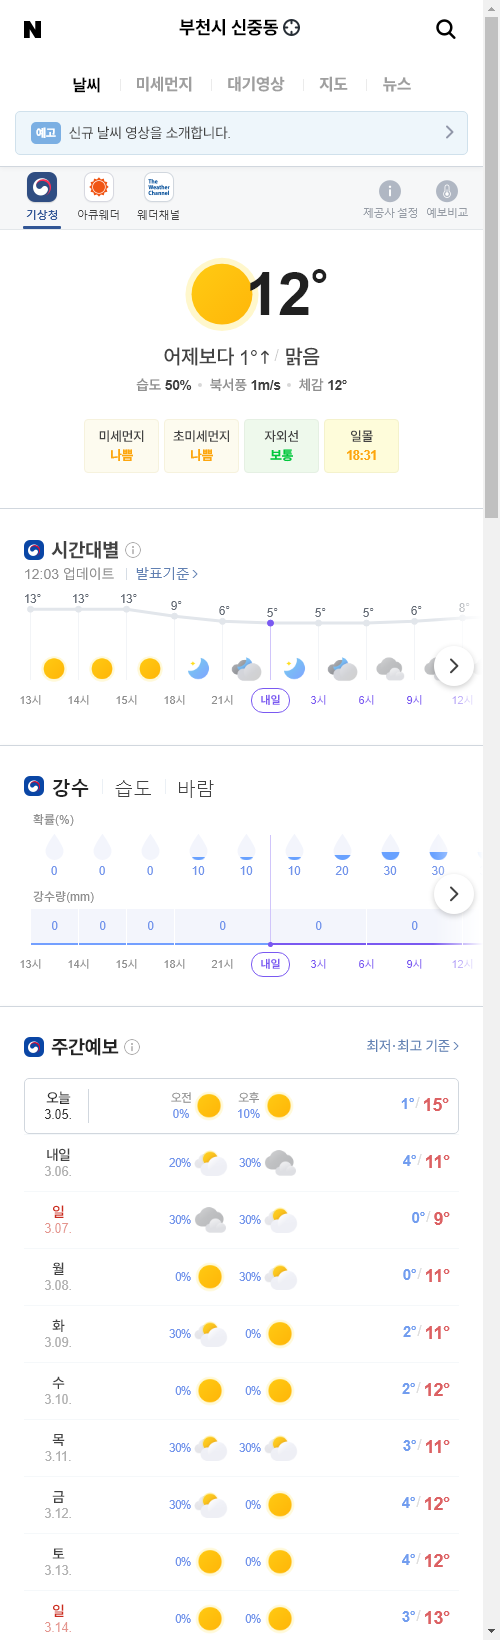 N 부천시 신중동
날씨 미세먼지 대기영상 지도 뉴스
예고 신규 날씨 영상을 소개합니다.
The Weather Channel
기상청 아큐웨더 웨더채널 제공사 설정 예보비교
12°
어제보다 1°↑ / 맑음
습도 50% • 북서풍 1m/s • 체감 12°
미세먼지 초미세먼지 자외선 일몰
나쁨 나쁨 보통 18:31
시간대별
12:03 업데이트 발표기준 >
13° 13° 13° 9° 6° 5° 5° 5° 6° 8°
13시 14시 15시 18시 21시 내일 3시 6시 9시 12시
강수 습도 바람
확률(%)
0 0 0 10 10 10 20 30 30
강수량(mm)
0 0 0 0 0 0
13시 14시 15시 18시 21시 내일 3시 6시 9시 12시
주간예보 최저·최고 기준 >
오늘 3.05. 오전 0% 오후 10% 1° / 15°
내일 3.06. 20% 30% 4° / 11°
일 3.07. 30% 30% 0° / 9°
월 3.08. 0% 30% 0° / 11°
화 3.09. 30% 0% 2° / 11°
수 3.10. 0% 0% 2° / 12°
목 3.11. 30% 30% 3° / 11°
금 3.12. 30% 0% 4° / 12°
토 3.13. 0% 0% 4° / 12°
일 3.14. 0% 0% 3° / 13°